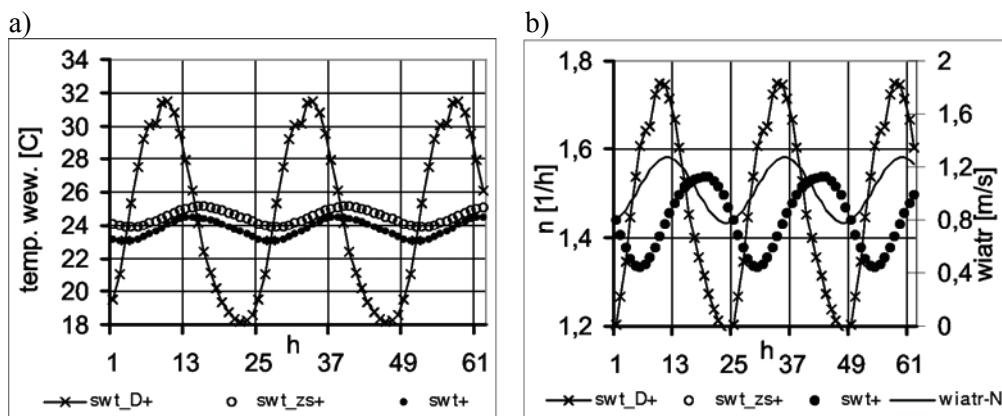 a)
temp. wew. [C]
34
32
30
28
26
24
22
20
18
1 13 25 37 49 61
h
swt_D+ swt_zs+ swt+
b)
n [1/h]
1,8
1,6
1,4
1,2
2
1,6
1,2
0,8
0,4
0
wiatr [m/s]
1 13 25 37 49 61
h
swt_D+ swt_zs+ swt+ wiatr-N